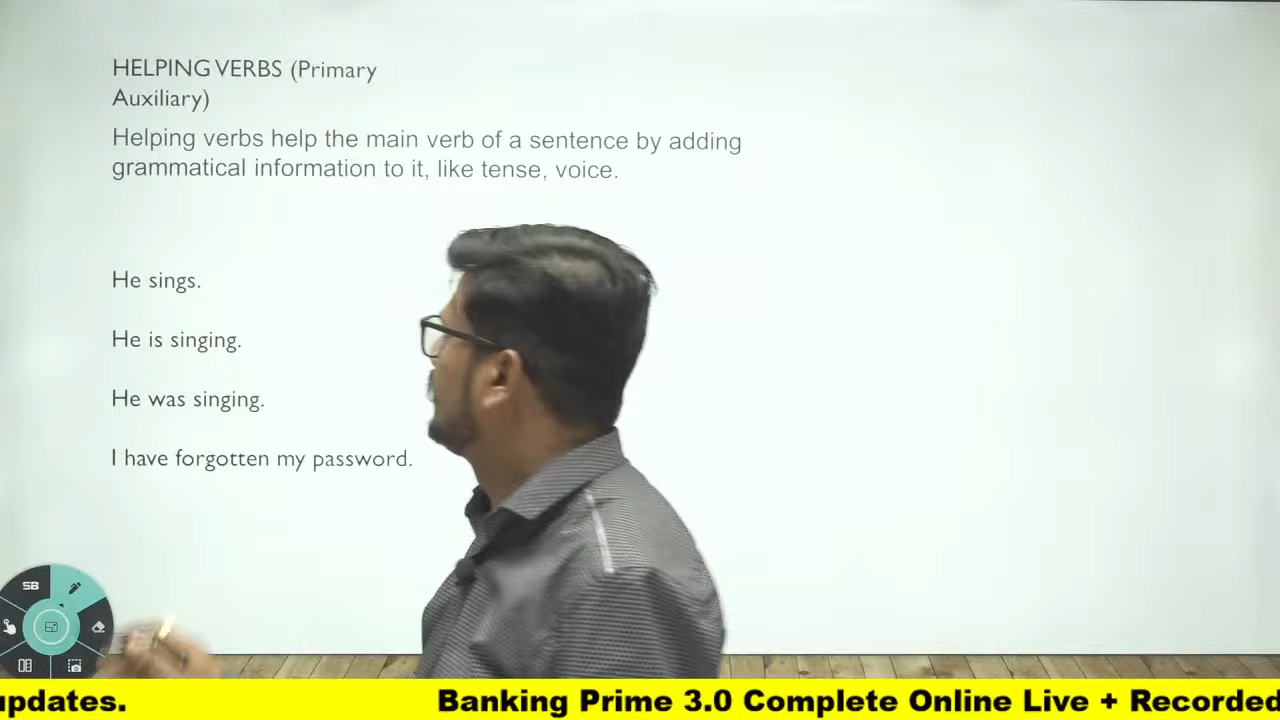 HELPING VERBS (Primary
Auxiliary)
Helping verbs help the main verb of a sentence by adding
grammatical information to it, like tense, voice.
He sings.
He is singing.
He was singing.
I have forgotten my password.
SB
updates. Banking Prime 3.0 Complete Online Live + Recorded